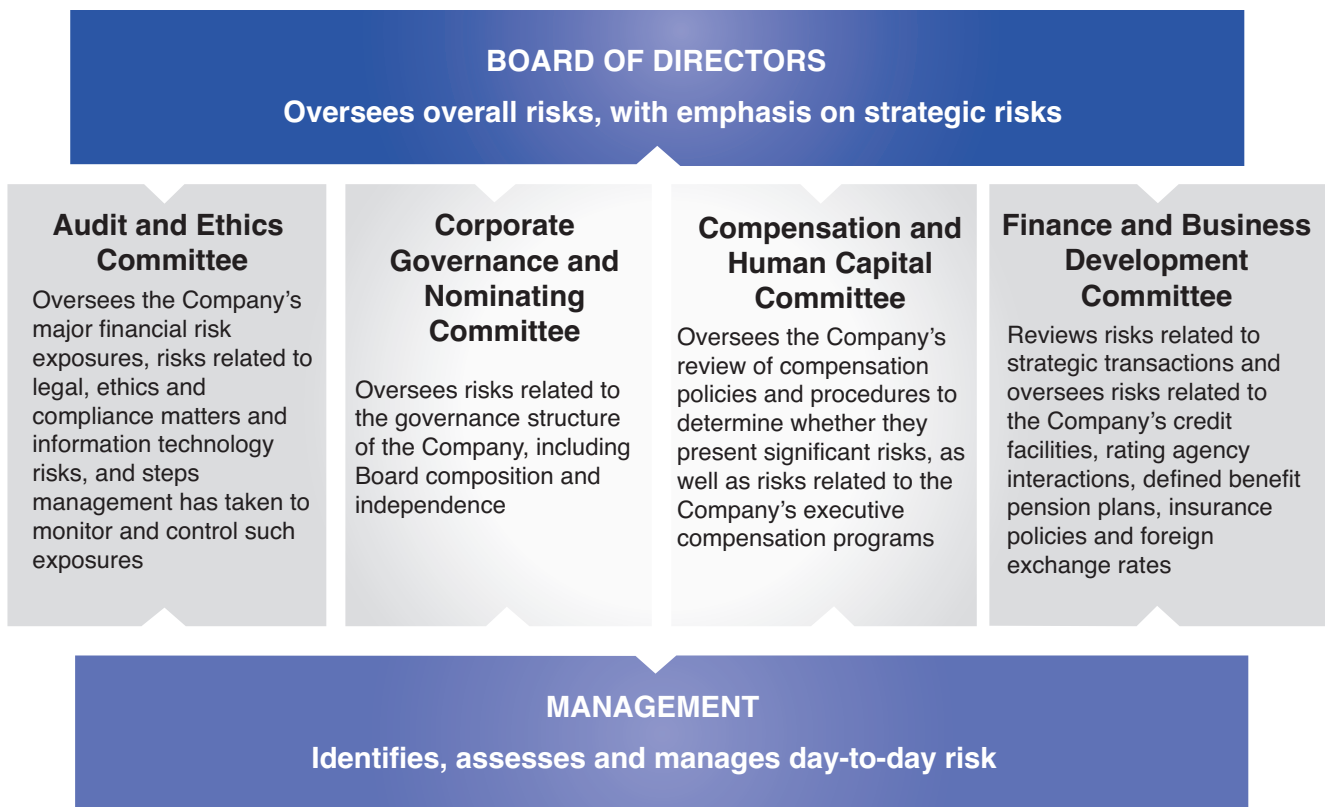 BOARD OF DIRECTORS
Oversees overall risks, with emphasis on strategic risks
Audit and Ethics
Committee
Oversees the Company's
major financial risk
exposures, risks related to
legal, ethics and
compliance matters and
information technology
risks, and steps
management has taken to
monitor and control such
exposures
Corporate
Governance and
Nominating
Committee
Oversees risks related to
the governance structure
of the Company, including
Board composition and
independence
Compensation and
Human Capital
Committee
Oversees the Company's
review of compensation
policies and procedures to
determine whether they
present significant risks, as
well as risks related to the
Company's executive
compensation programs
Finance and Business
Development
Committee
Reviews risks related to
strategic transactions and
oversees risks related to
the Company's credit
facilities, rating agency
interactions, defined benefit
pension plans, insurance
policies and foreign
exchange rates
MANAGEMENT
Identifies, assesses and manages day-to-day risk